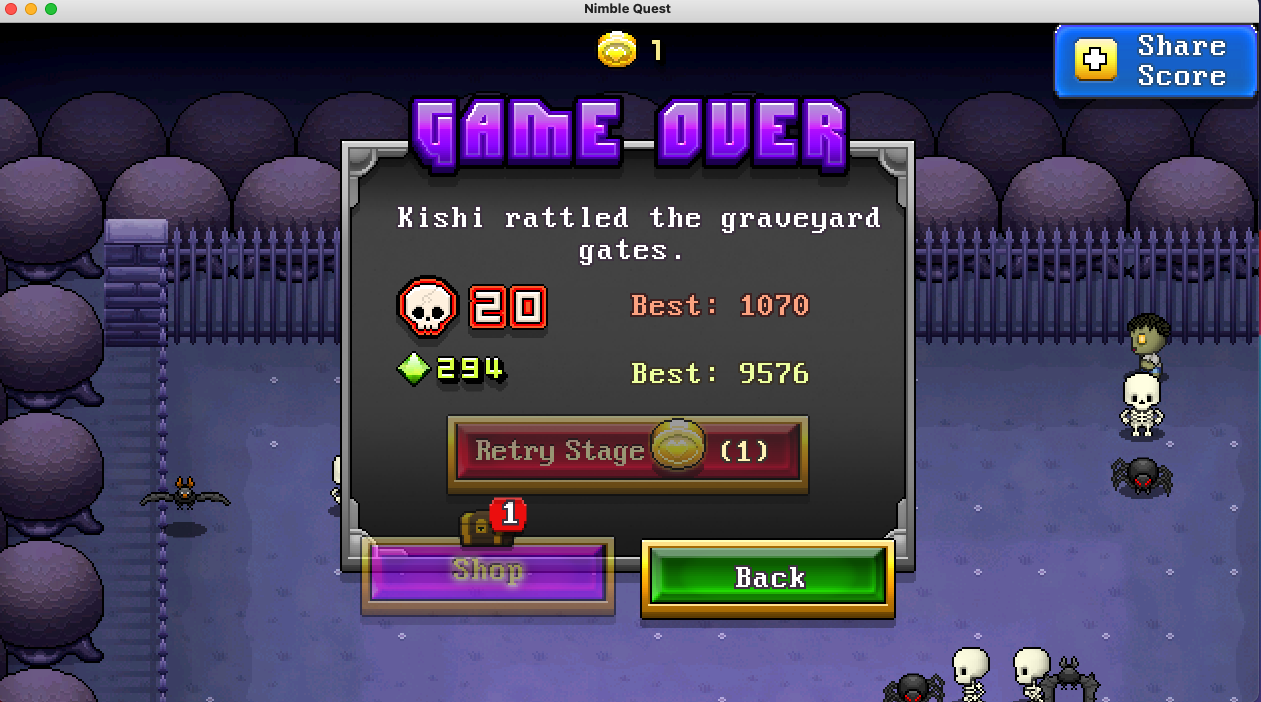 Nimble Quest
1
Share
Score
GAME OVER
Kishi rattled the graveyard
gates.
20
Best: 1070
294
Best: 9576
Retry Stage (1)
1
Shop
Back